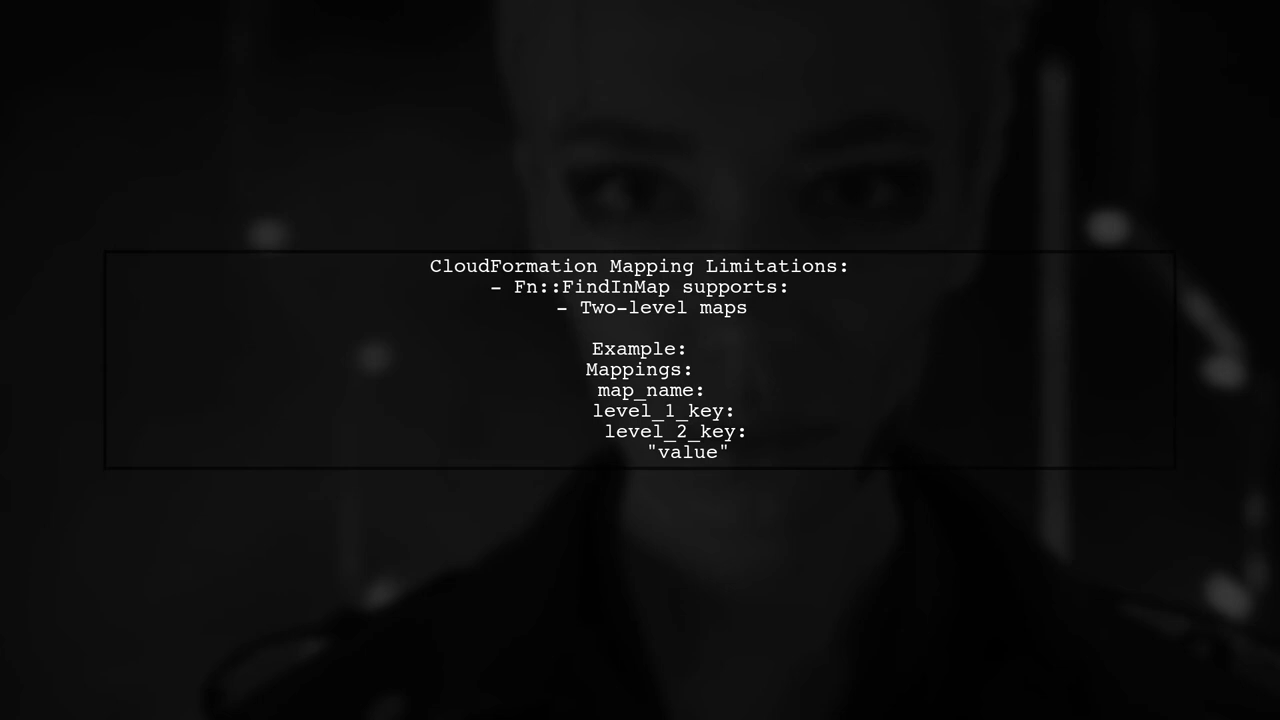 CloudFormation Mapping Limitations:
- Fn::FindInMap supports:
- Two-level maps
Example:
Mappings:
map_name:
level_1_key:
level_2_key:
"value"